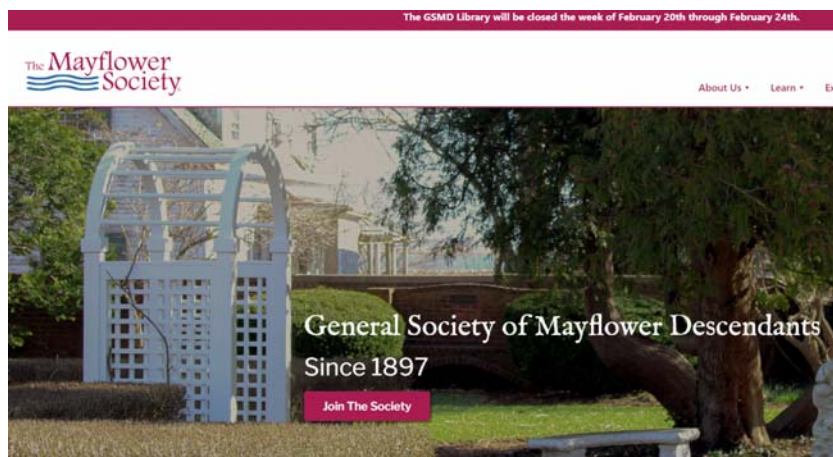 The GSMD Library will be closed the week of February 20th through February 24th.
The Mayflower
Society
About Us
Learn
General Society of Mayflower Descendants
Since 1897
Join The Society